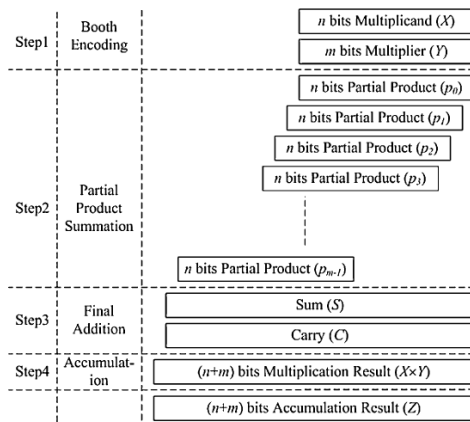 Step1
Booth
Encoding
n bits Multiplicand (X)
m bits Multiplier (Y)
Step2
Partial
Product
Summation
n bits Partial Product (p0)
n bits Partial Product (p1)
n bits Partial Product (p2)
n bits Partial Product (p3)
n bits Partial Product (pm-1)
Step3
Final
Addition
Sum (S)
Carry (C)
Step4
Accumulat-
ion
(n+m) bits Multiplication Result (X×Y)
(n+m) bits Accumulation Result (Z)